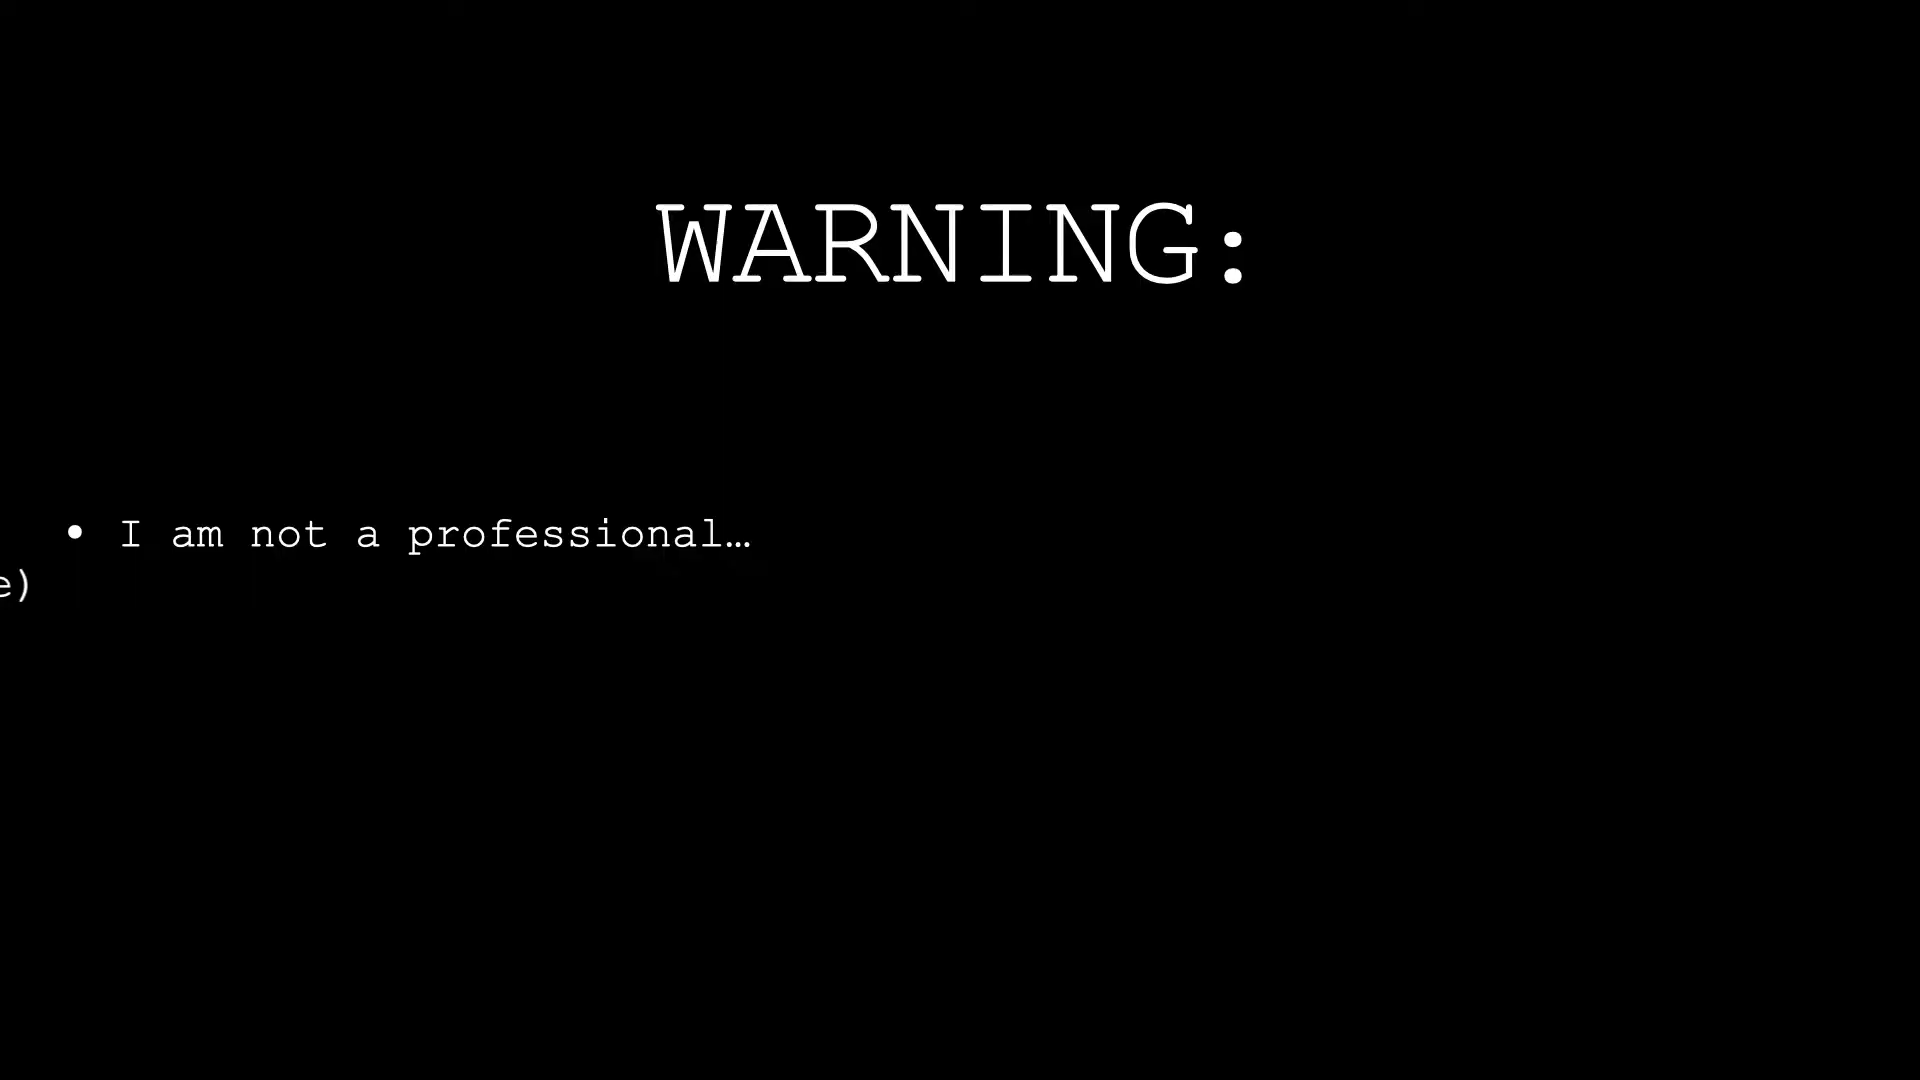 WARNING:
• I am not a professional…
e)